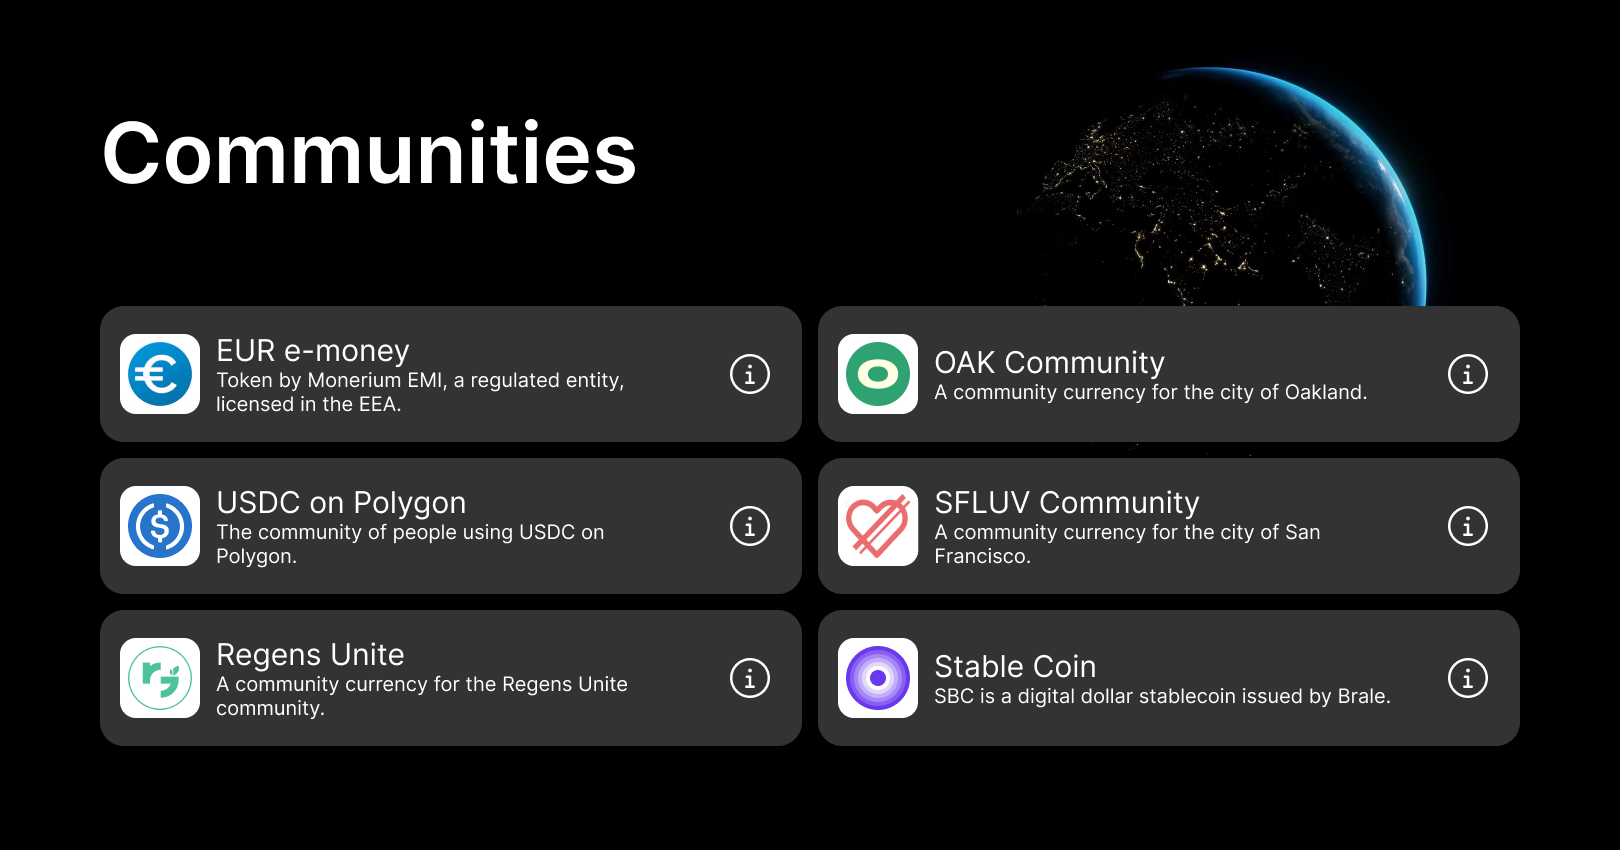 Communities
EUR e-money
Token by Monerium EMI, a regulated entity,
licensed in the EEA.
OAK Community
A community currency for the city of Oakland.
USDC on Polygon
The community of people using USDC on
Polygon.
SFLUV Community
A community currency for the city of San
Francisco.
Regens Unite
A community currency for the Regens Unite
community.
Stable Coin
SBC is a digital dollar stablecoin issued by Brale.